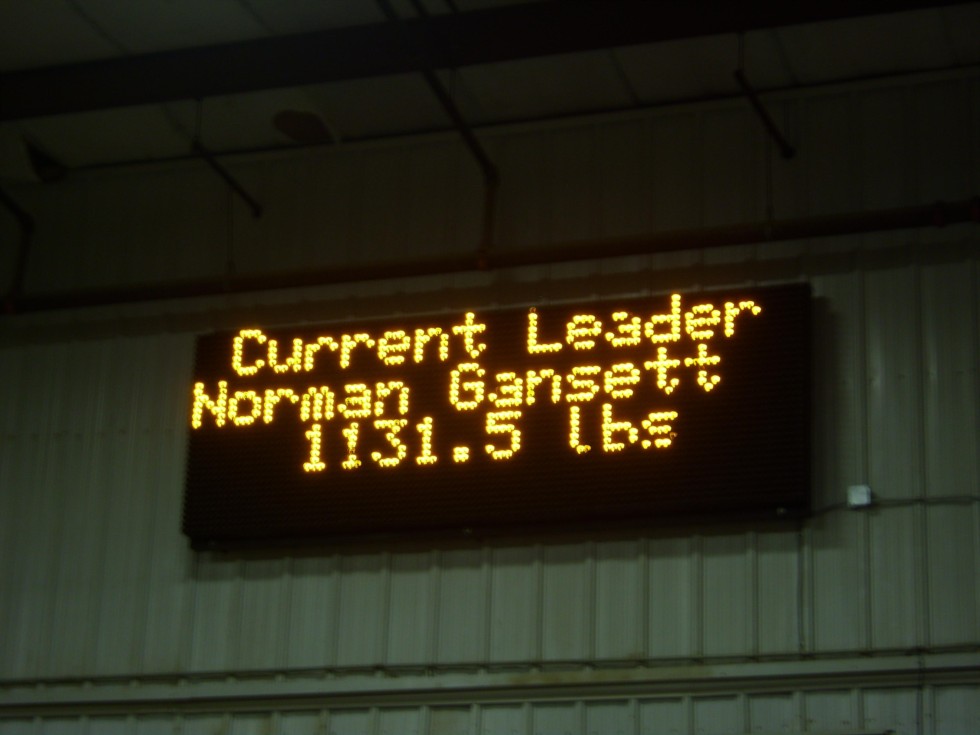 Current Leader
Norman Gansett
1131.5 lbs